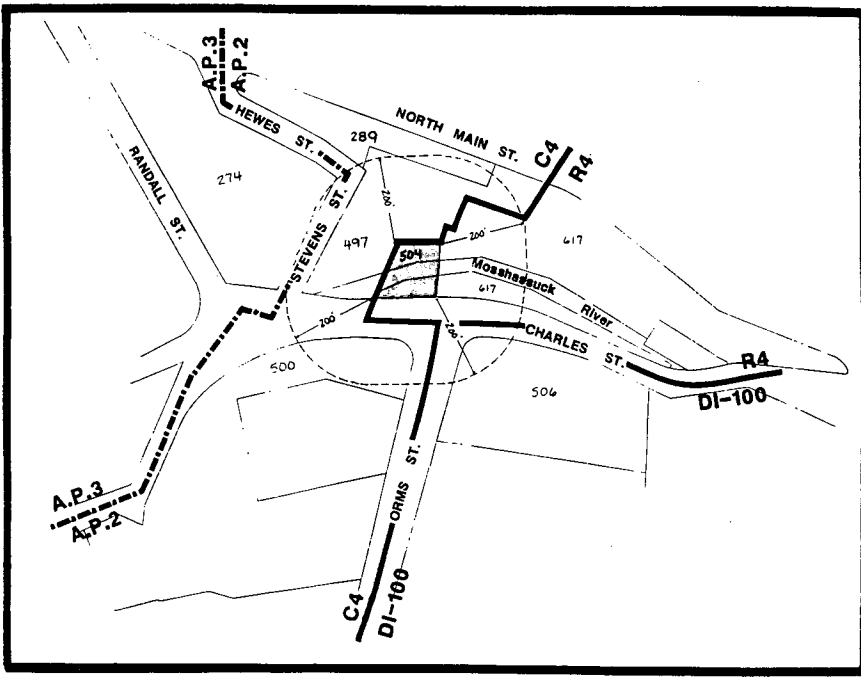 A.P.3
A.P.2
HEWES ST.
289
NORTH MAIN ST.
C4
R4
RANDALL ST.
274
200'
STEVENS ST.
497
504
200'
617
Mosshassuck
River
617
200'
200'
CHARLES ST.
500
506
R4
DI-100
ORMS ST.
A.P.3
A.P.2
C4
DI-100